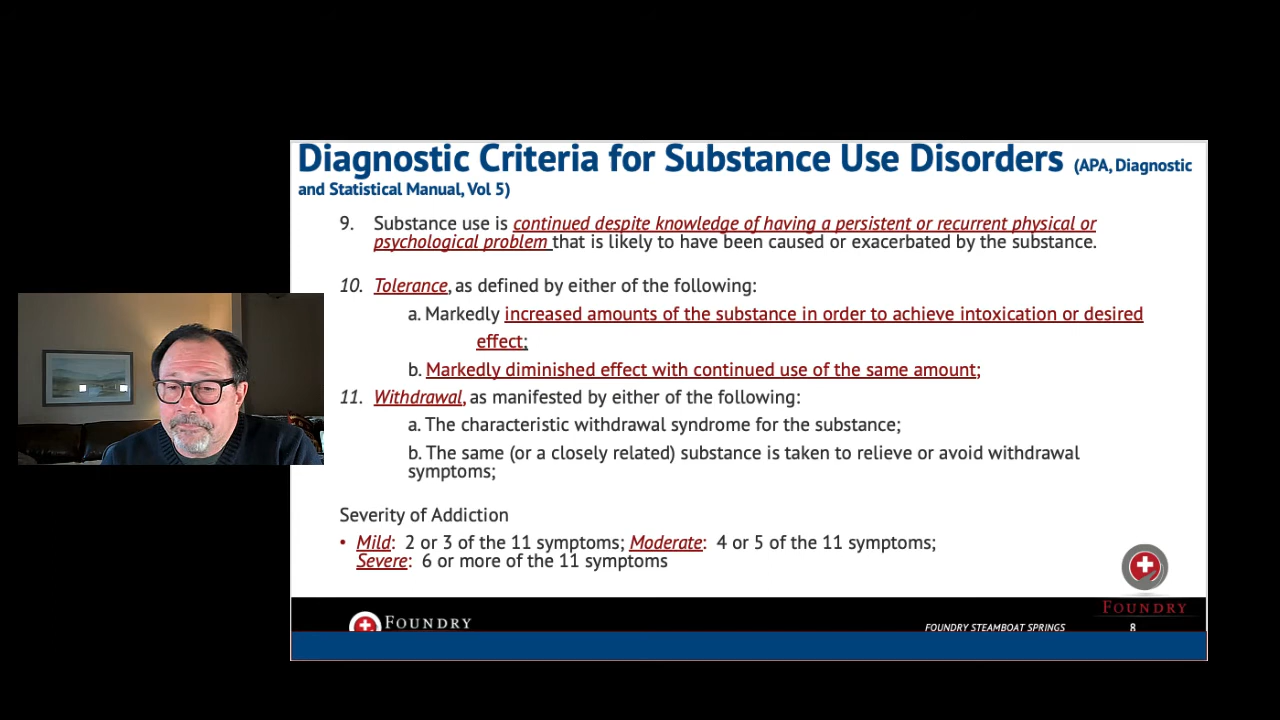 Diagnostic Criteria for Substance Use Disorders (APA, Diagnostic
and Statistical Manual, Vol 5)
9. Substance use is continued despite knowledge of having a persistent or recurrent physical or
psychological problem that is likely to have been caused or exacerbated by the substance.
10. Tolerance, as defined by either of the following:
a. Markedly increased amounts of the substance in order to achieve intoxication or desired
effect;
b. Markedly diminished effect with continued use of the same amount;
11. Withdrawal, as manifested by either of the following:
a. The characteristic withdrawal syndrome for the substance;
b. The same (or a closely related) substance is taken to relieve or avoid withdrawal
symptoms;
Severity of Addiction
• Mild: 2 or 3 of the 11 symptoms; Moderate: 4 or 5 of the 11 symptoms;
Severe: 6 or more of the 11 symptoms
FOUNDRY
FOUNDRY
FOUNDRY STEAMBOAT SPRINGS 8